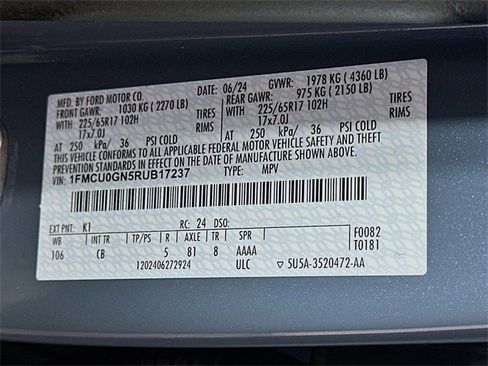 MFD. BY FORD MOTOR CO. DATE: 06/24 GVWR: 1978 KG ( 4360 LB)
FRONT GAWR: 1030 KG ( 2270 LB) REAR GAWR: 975 KG ( 2150 LB)
WITH 225/65R17 102H TIRES WITH 225/65R17 102H TIRES
17x7.0J RIMS 17x7.0J RIMS
AT 250 kPa/ 36 PSI COLD AT 250 kPa/ 36 PSI COLD
THIS VEHICLE CONFORMS TO ALL APPLICABLE FEDERAL MOTOR VEHICLE SAFETY AND THEFT
PREVENTION STANDARDS IN EFFECT ON THE DATE OF MANUFACTURE SHOWN ABOVE.
VIN: 1FMCU0GN5RUB17237 TYPE: MPV
EXT PNT: K1 RC: 24 DSO: F0082
WB INT TR TP/PS R AXLE TR SPR T0181
106 CB 5 81 8 AAAA
1202406272924 ULC 5U5A-3520472-AA